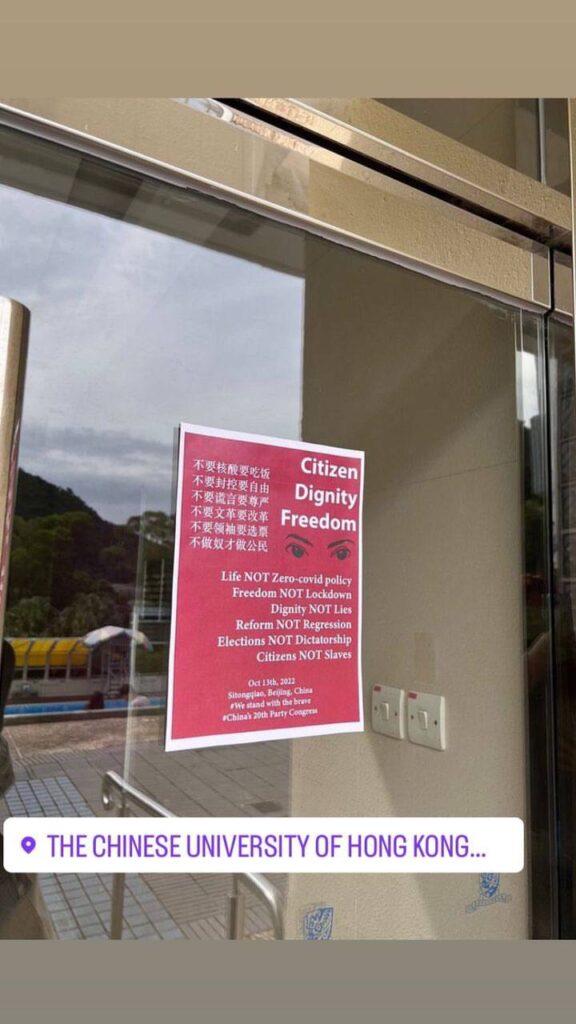 不要核酸要吃饭
不要封控要自由
不要谎言要尊严
不要文革要改革
不要领袖要选票
不做奴才做公民
Citizen
Dignity
Freedom
Life NOT Zero-covid policy
Freedom NOT Lockdown
Dignity NOT Lies
Reform NOT Regression
Elections NOT Dictatorship
Citizens NOT Slaves
Oct 13th, 2022
Sitongqiao, Beijing, China
#We stand with the brave
#China's 20th Party Congress
THE CHINESE UNIVERSITY OF HONG KONG...